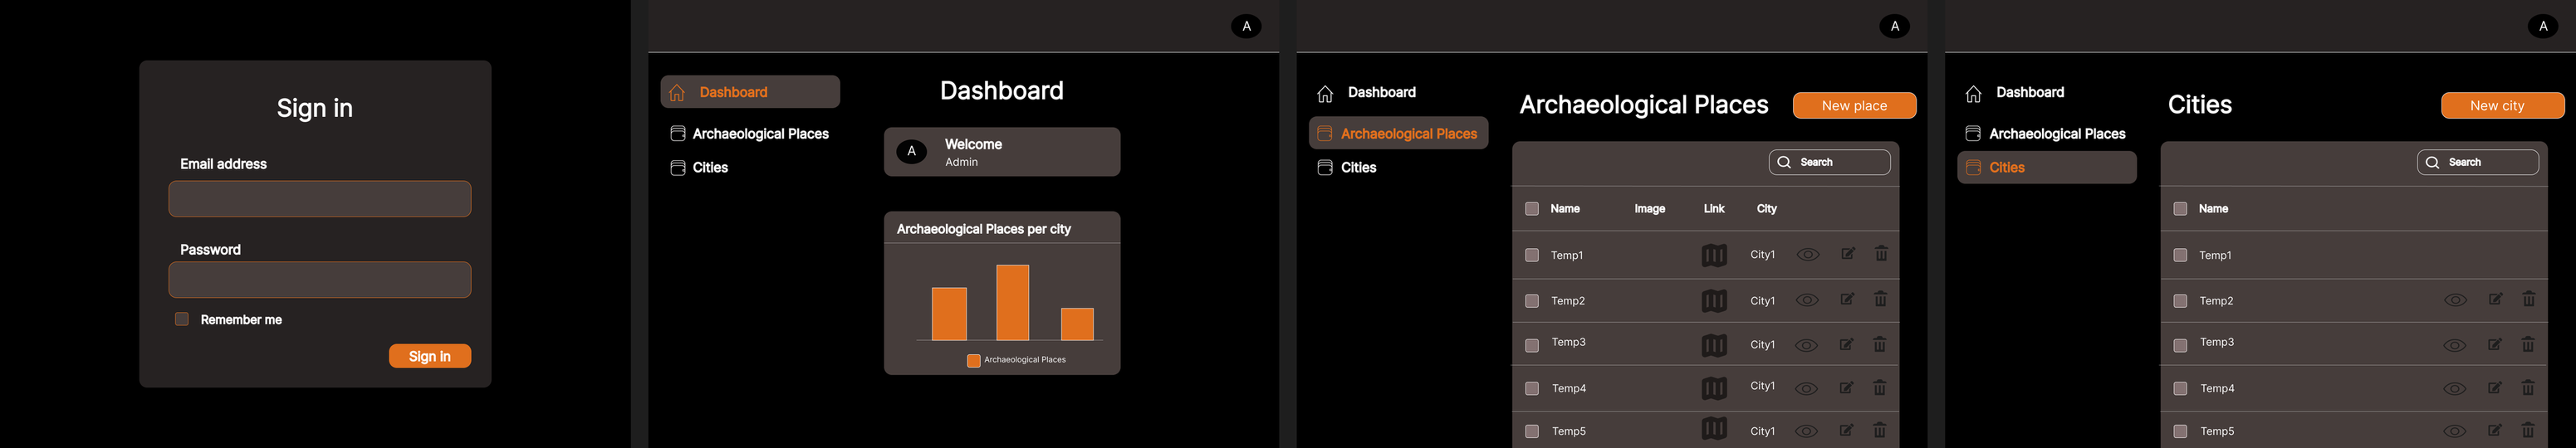 Sign in
Email address
Password
Remember me
Sign in
A
Dashboard
Archaeological Places
Cities
Dashboard
A
Welcome
Admin
Archaeological Places per city
Archaeological Places
A
Dashboard
Archaeological Places
Cities
Archaeological Places
New place
Search
Name Image Link City
Temp1 City1
Temp2 City1
Temp3 City1
Temp4 City1
Temp5 City1
A
Dashboard
Archaeological Places
Cities
Cities
New city
Search
Name
Temp1
Temp2
Temp3
Temp4
Temp5